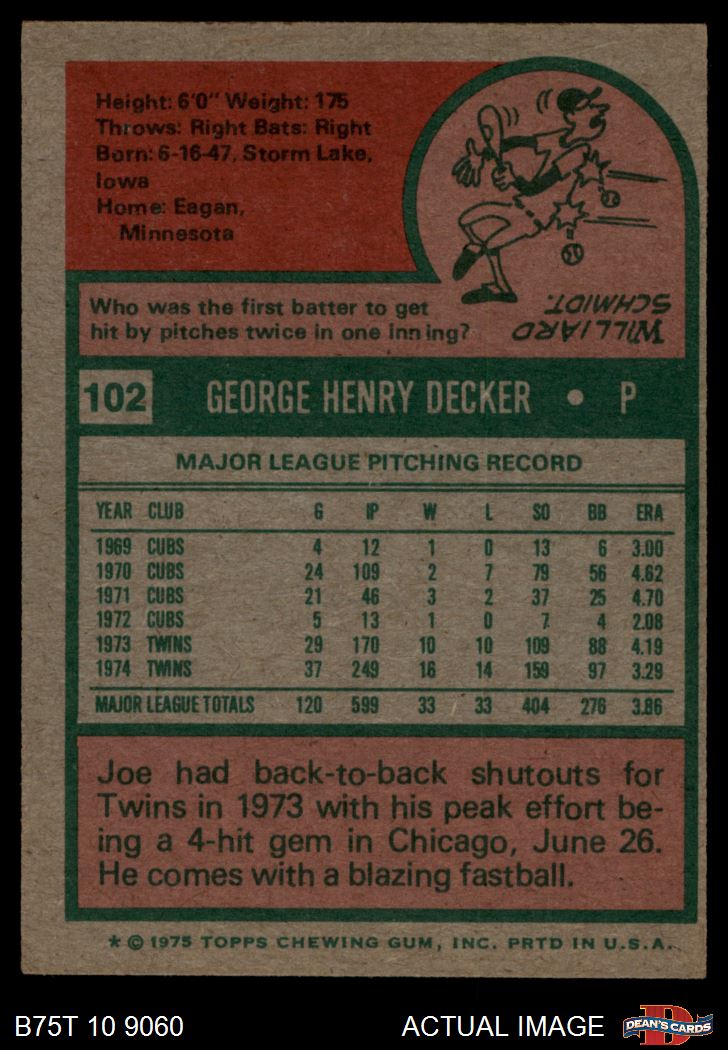 Height: 6'0" Weight: 175
Throws: Right Bats: Right
Born: 6-16-47, Storm Lake,
Iowa
Home: Eagan,
Minnesota
Who was the first batter to get
hit by pitches twice in one inning?
WILLIARD
SCHMIDT.
102 GEORGE HENRY DECKER • P
MAJOR LEAGUE PITCHING RECORD
YEAR CLUB G IP W L SO BB ERA
1969 CUBS 4 12 1 0 13 6 3.00
1970 CUBS 24 109 2 7 79 56 4.62
1971 CUBS 21 46 3 2 37 25 4.70
1972 CUBS 5 13 1 0 7 4 2.08
1973 TWINS 29 170 10 10 109 88 4.19
1974 TWINS 37 249 16 14 159 97 3.29
MAJOR LEAGUE TOTALS 120 599 33 33 404 276 3.86
Joe had back-to-back shutouts for
Twins in 1973 with his peak effort be-
ing a 4-hit gem in Chicago, June 26.
He comes with a blazing fastball.
* © 1975 TOPPS CHEWING GUM, INC. PRTD IN U.S.A.
B75T 10 9060 ACTUAL IMAGE D DEAN'S CARDS